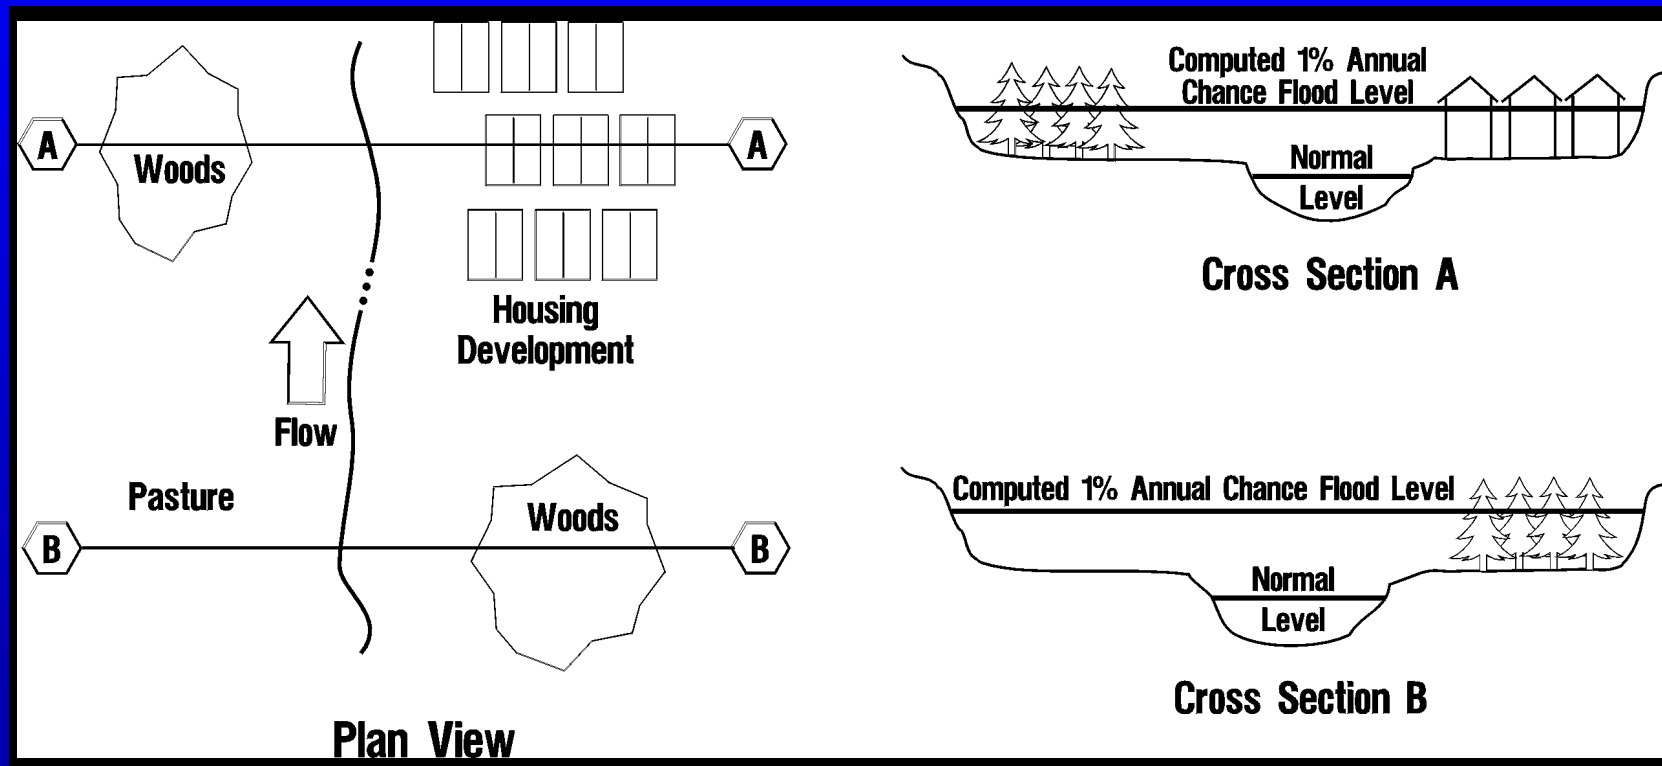 A
Woods
A
Housing
Development
Flow
Pasture
B
Woods
B
Plan View
Computed 1% Annual
Chance Flood Level
Normal
Level
Cross Section A
Computed 1% Annual Chance Flood Level
Normal
Level
Cross Section B